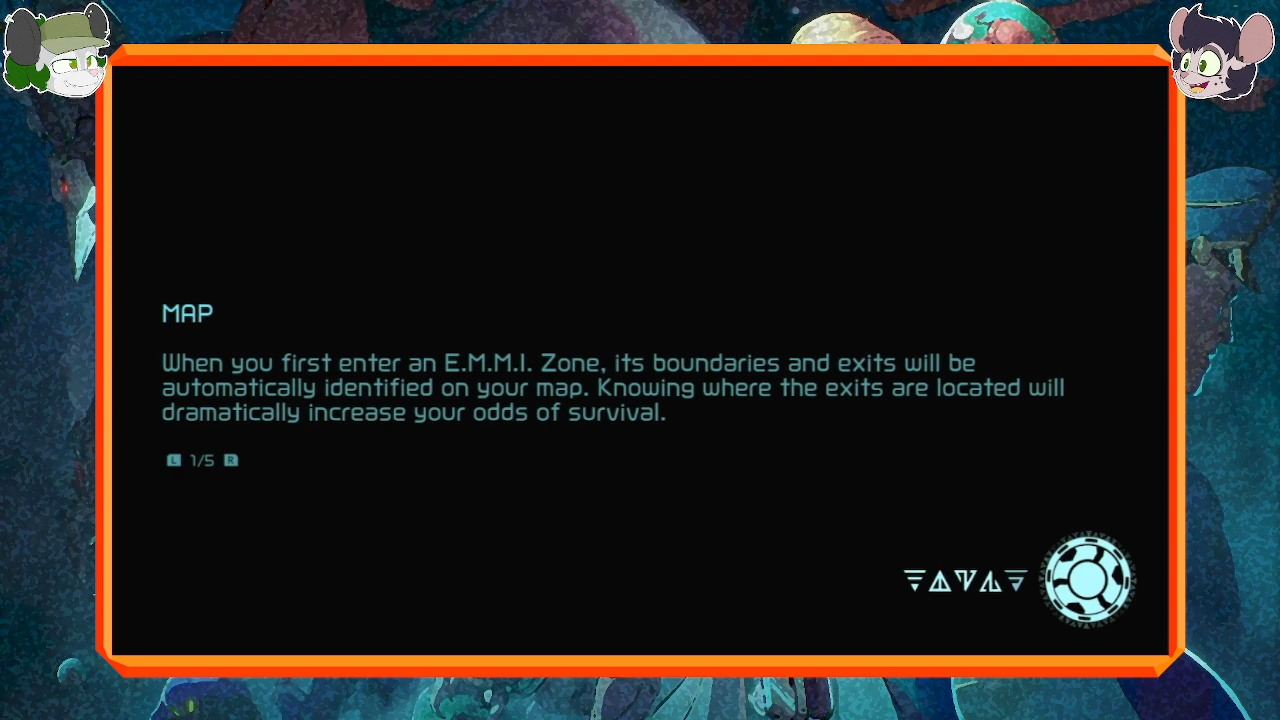 MAP
When you first enter an E.M.M.I. Zone, its boundaries and exits will be
automatically identified on your map. Knowing where the exits are located will
dramatically increase your odds of survival.
L 1/5 R